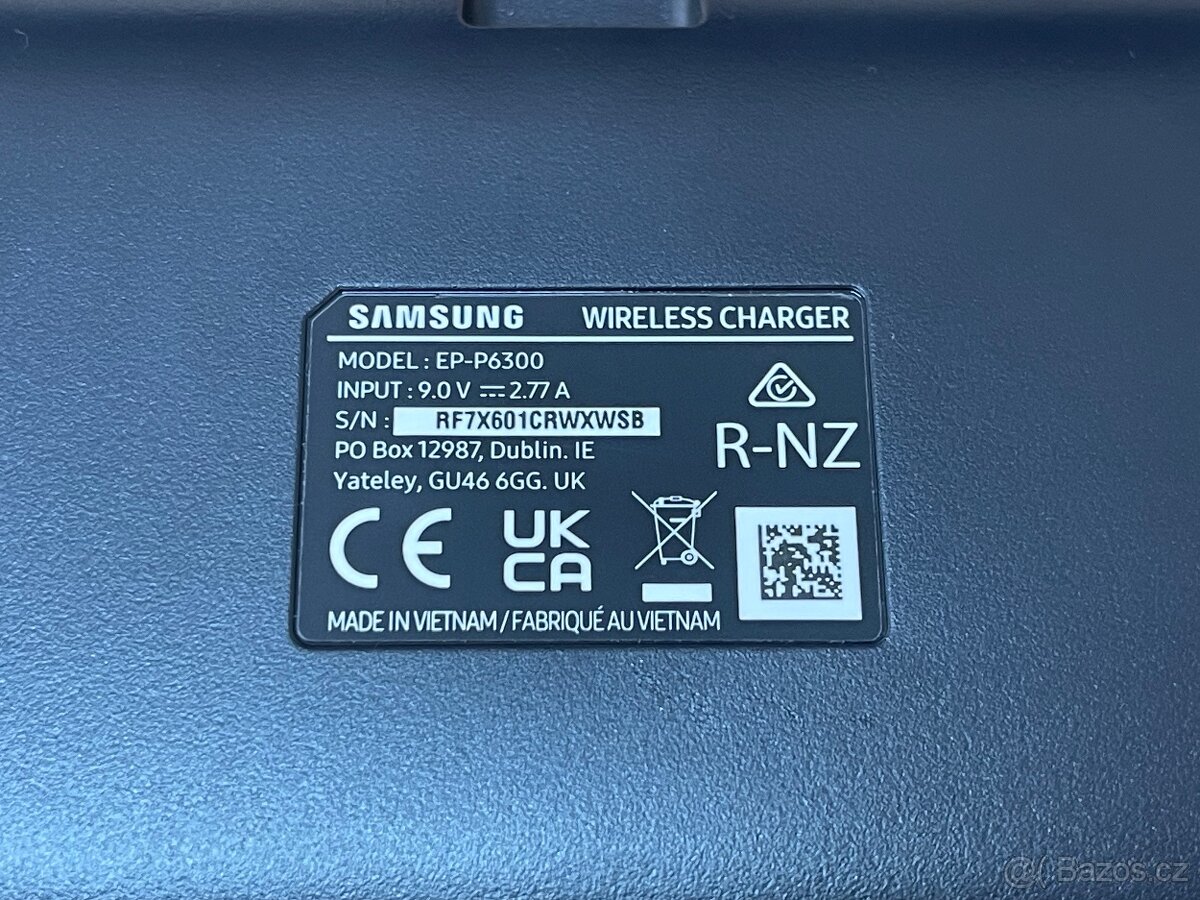 SAMSUNG WIRELESS CHARGER
MODEL : EP-P6300
INPUT : 9.0 V ⎓ 2.77 A
S/N : RF7X601CRWXWSB
PO Box 12987, Dublin. IE
Yateley, GU46 6GG. UK
R-NZ
CE UK
CA
MADE IN VIETNAM / FABRIQUÉ AU VIETNAM
Bazoš.cz